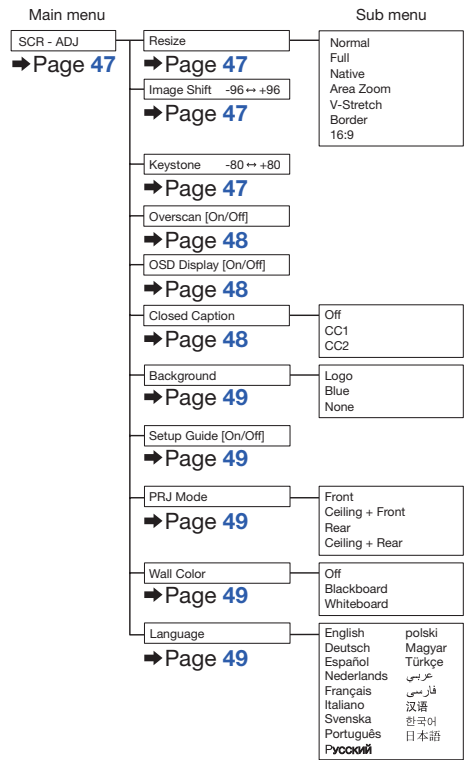 Main menu
Sub menu
SCR - ADJ
➡Page 47
Resize
➡Page 47
Normal
Full
Native
Area Zoom
V-Stretch
Border
16:9
Image Shift -96 ↔ +96
➡Page 47
Keystone -80 ↔ +80
➡Page 47
Overscan [On/Off]
➡Page 48
OSD Display [On/Off]
➡Page 48
Closed Caption
➡Page 48
Off
CC1
CC2
Background
➡Page 49
Logo
Blue
None
Setup Guide [On/Off]
➡Page 49
PRJ Mode
➡Page 49
Front
Ceiling + Front
Rear
Ceiling + Rear
Wall Color
➡Page 49
Off
Blackboard
Whiteboard
Language
➡Page 49
English
Deutsch
Español
Nederlands
Français
Italiano
Svenska
Português
Русский
polski
Magyar
Türkçe
عربي
فارسی
汉语
한국어
日本語